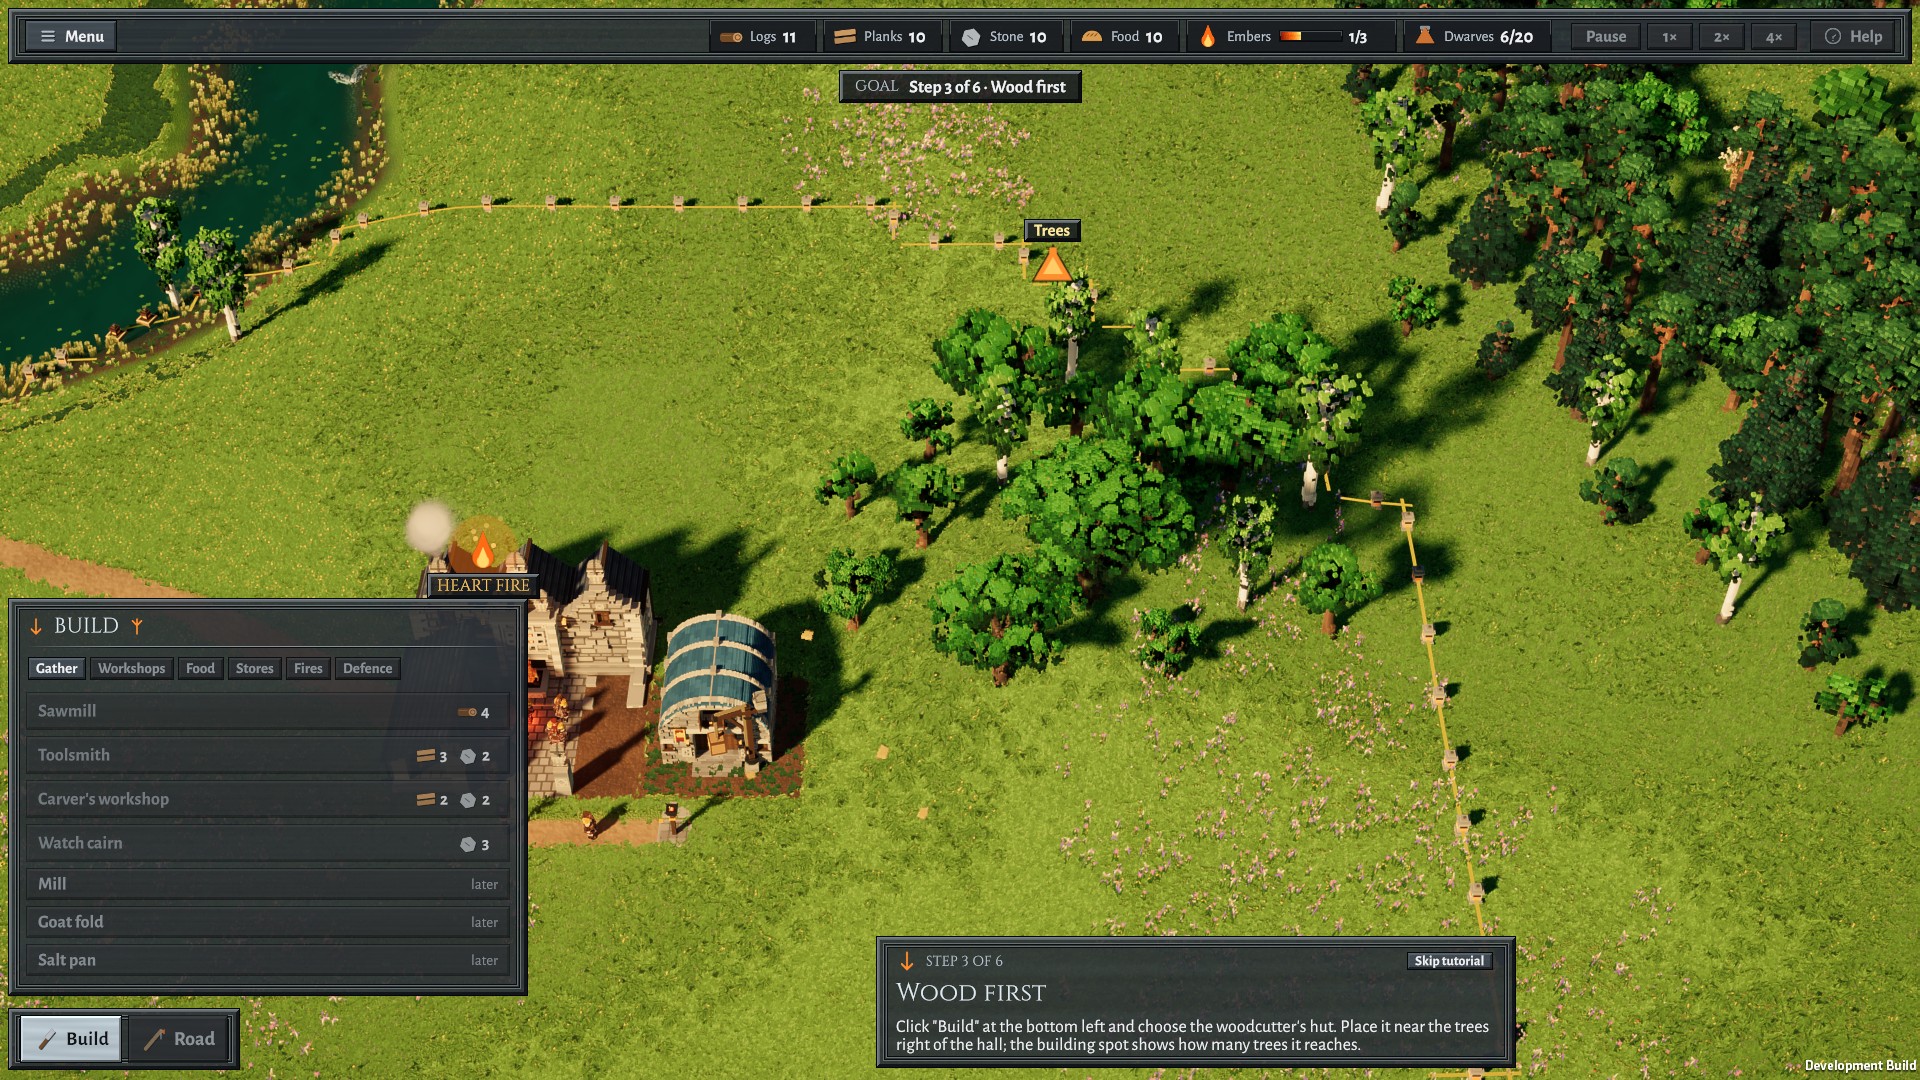 Menu
Logs 11
Planks 10
Stone 10
Food 10
Embers 1/3
Dwarves 6/20
Pause
1×
2×
4×
Help
GOAL Step 3 of 6 · Wood first
Trees
HEART FIRE
BUILD
Gather
Workshops
Food
Stores
Fires
Defence
Sawmill 4
Toolsmith 3 2
Carver's workshop 2 2
Watch cairn 3
Mill later
Goat fold later
Salt pan later
Build
Road
STEP 3 OF 6
Skip tutorial
WOOD FIRST
Click "Build" at the bottom left and choose the woodcutter's hut. Place it near the trees
right of the hall; the building spot shows how many trees it reaches.
Development Build